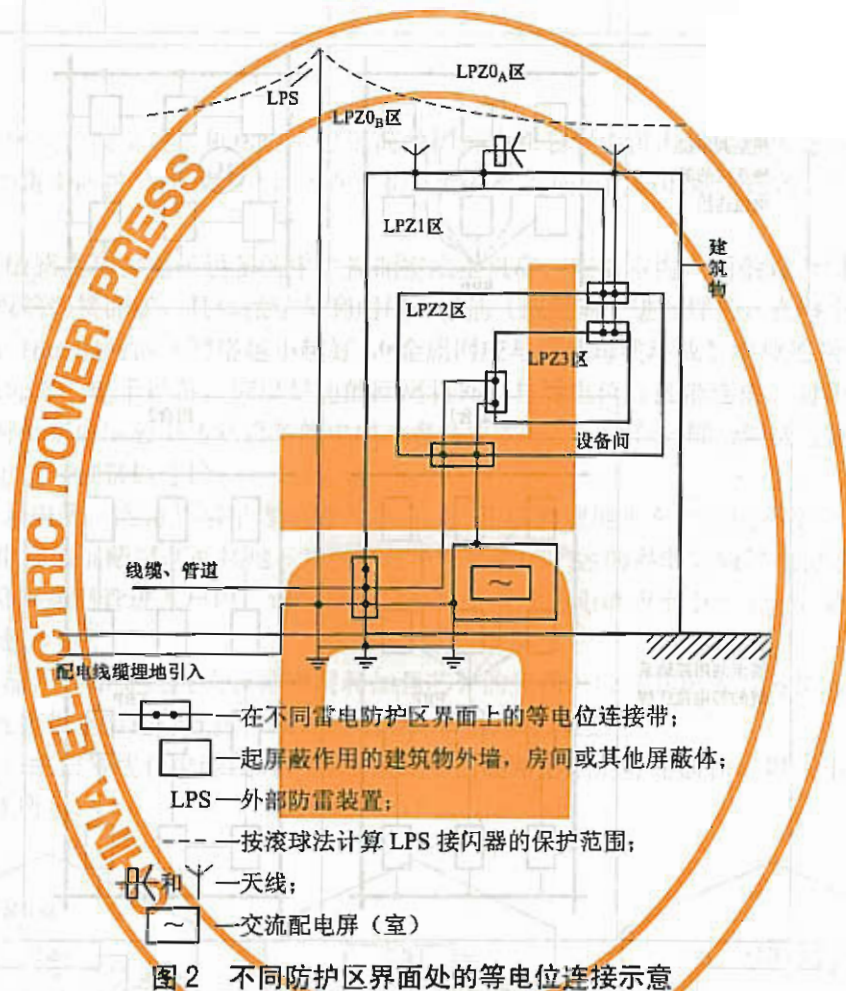 LPZ0A区
LPS
LPZ0B区
LPZ1区
建筑物
LPZ2区
LPZ3区
设备间
线缆、管道
～
配电线缆埋地引入
—在不同雷电防护区界面上的等电位连接带；
—起屏蔽作用的建筑物外墙，房间或其他屏蔽体；
LPS—外部防雷装置；
—按滚球法计算 LPS 接闪器的保护范围；
和 —天线；
～ —交流配电屏（室）
图2 不同防护区界面处的等电位连接示意
CHINA ELECTRIC POWER PRESS